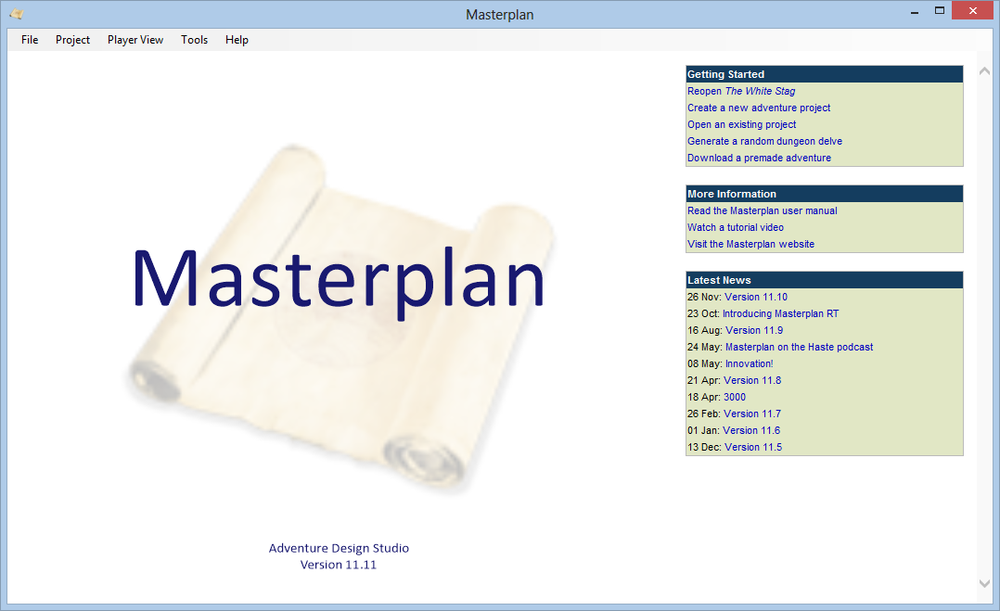 Masterplan
File Project Player View Tools Help
Masterplan
Adventure Design Studio
Version 11.11
Getting Started
Reopen The White Stag
Create a new adventure project
Open an existing project
Generate a random dungeon delve
Download a premade adventure
More Information
Read the Masterplan user manual
Watch a tutorial video
Visit the Masterplan website
Latest News
26 Nov: Version 11.10
23 Oct: Introducing Masterplan RT
16 Aug: Version 11.9
24 May: Masterplan on the Haste podcast
08 May: Innovation!
21 Apr: Version 11.8
18 Apr: 3000
26 Feb: Version 11.7
01 Jan: Version 11.6
13 Dec: Version 11.5